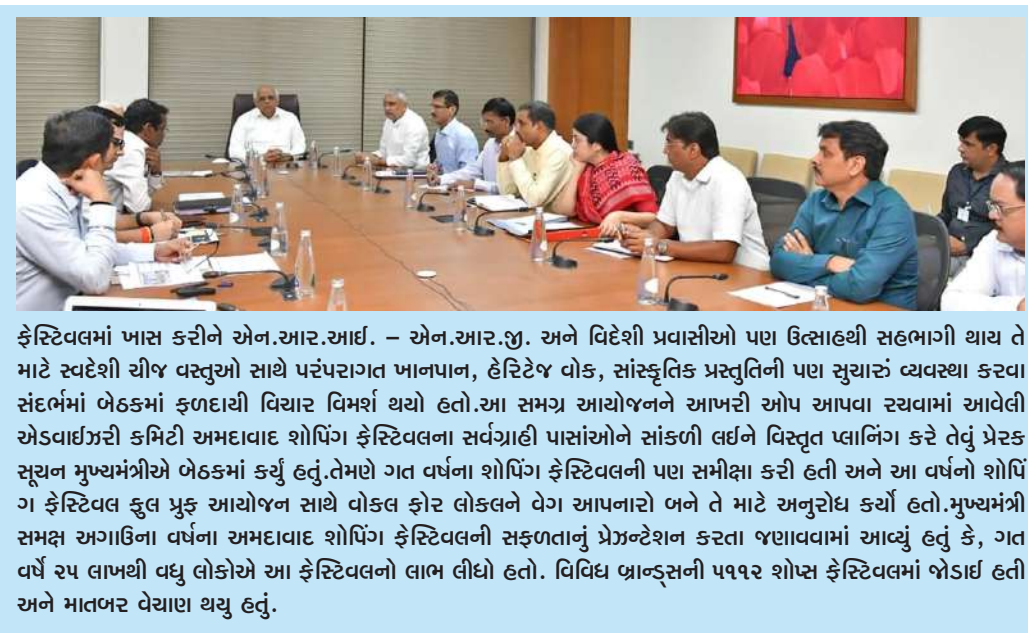 ફેસ્ટિવલમાં ખાસ કરીને એન.આર.આઈ. – એન.આર.જી. અને વિદેશી પ્રવાસીઓ પણ ઉત્સાહથી સહભાગી થાય તે
માટે સ્વદેશી ચીજ વસ્તુઓ સાથે પરંપરાગત ખાનપાન, હેરિટેજ વોક, સાંસ્કૃતિક પ્રસ્તુતિની પણ સુચારું વ્યવસ્થા કરવા
સંદર્ભમાં બેઠકમાં ફળદાયી વિચાર વિમર્શ થયો હતો.આ સમગ્ર આયોજનને આખરી ઓપ આપવા રચવામાં આવેલી
એડવાઈઝરી કમિટી અમદાવાદ શોપિંગ ફેસ્ટિવલના સર્વગ્રાહી પાસાંઓને સાંકળી લઈને વિસ્તૃત પ્લાનિંગ કરે તેવું પ્રેરક
સૂચન મુખ્યમંત્રીએ બેઠકમાં કર્યું હતું.તેમણે ગત વર્ષના શોપિંગ ફેસ્ટિવલની પણ સમીક્ષા કરી હતી અને આ વર્ષનો શોપિં
ગ ફેસ્ટિવલ ફુલ પ્રુફ આયોજન સાથે વોકલ ફોર લોકલને વેગ આપનારો બને તે માટે અનુરોધ કર્યો હતો.મુખ્યમંત્રી
સમક્ષ અગાઉના વર્ષના અમદાવાદ શોપિંગ ફેસ્ટિવલની સફળતાનું પ્રેઝન્ટેશન કરતા જણાવવામાં આવ્યું હતું કે, ગત
વર્ષે ૨૫ લાખથી વધુ લોકોએ આ ફેસ્ટિવલનો લાભ લીધો હતો. વિવિધ બ્રાન્ડ્સની ૫૧૧૨ શોપ્સ ફેસ્ટિવલમાં જોડાઈ હતી
અને માતબર વેચાણ થયુ હતું.